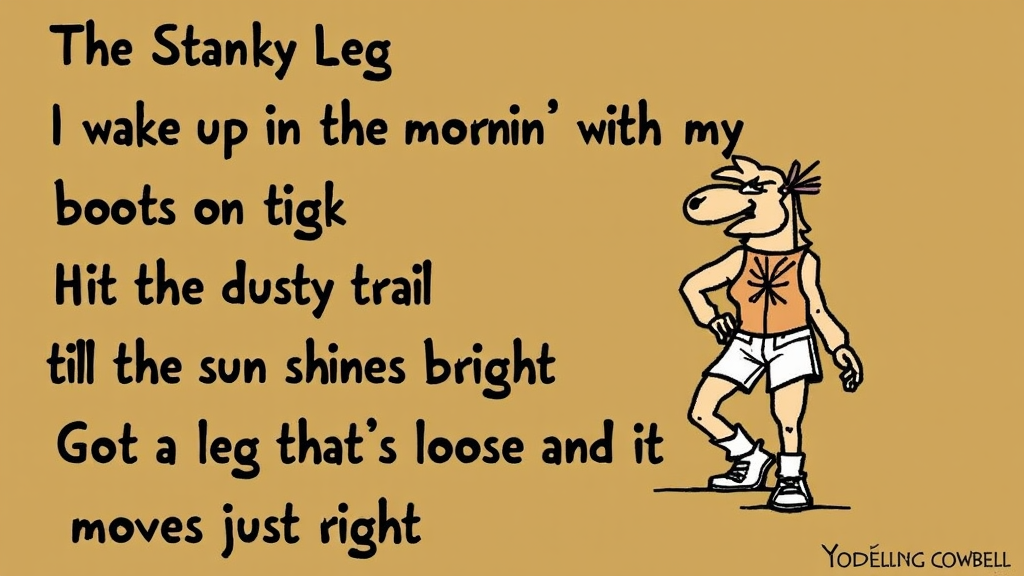 The Stanky Leg
I wake up in the mornin' with my
boots on tigk
Hit the dusty trail
till the sun shines bright
Got a leg that's loose and it
moves just right
YODÉLLNG COWBELL